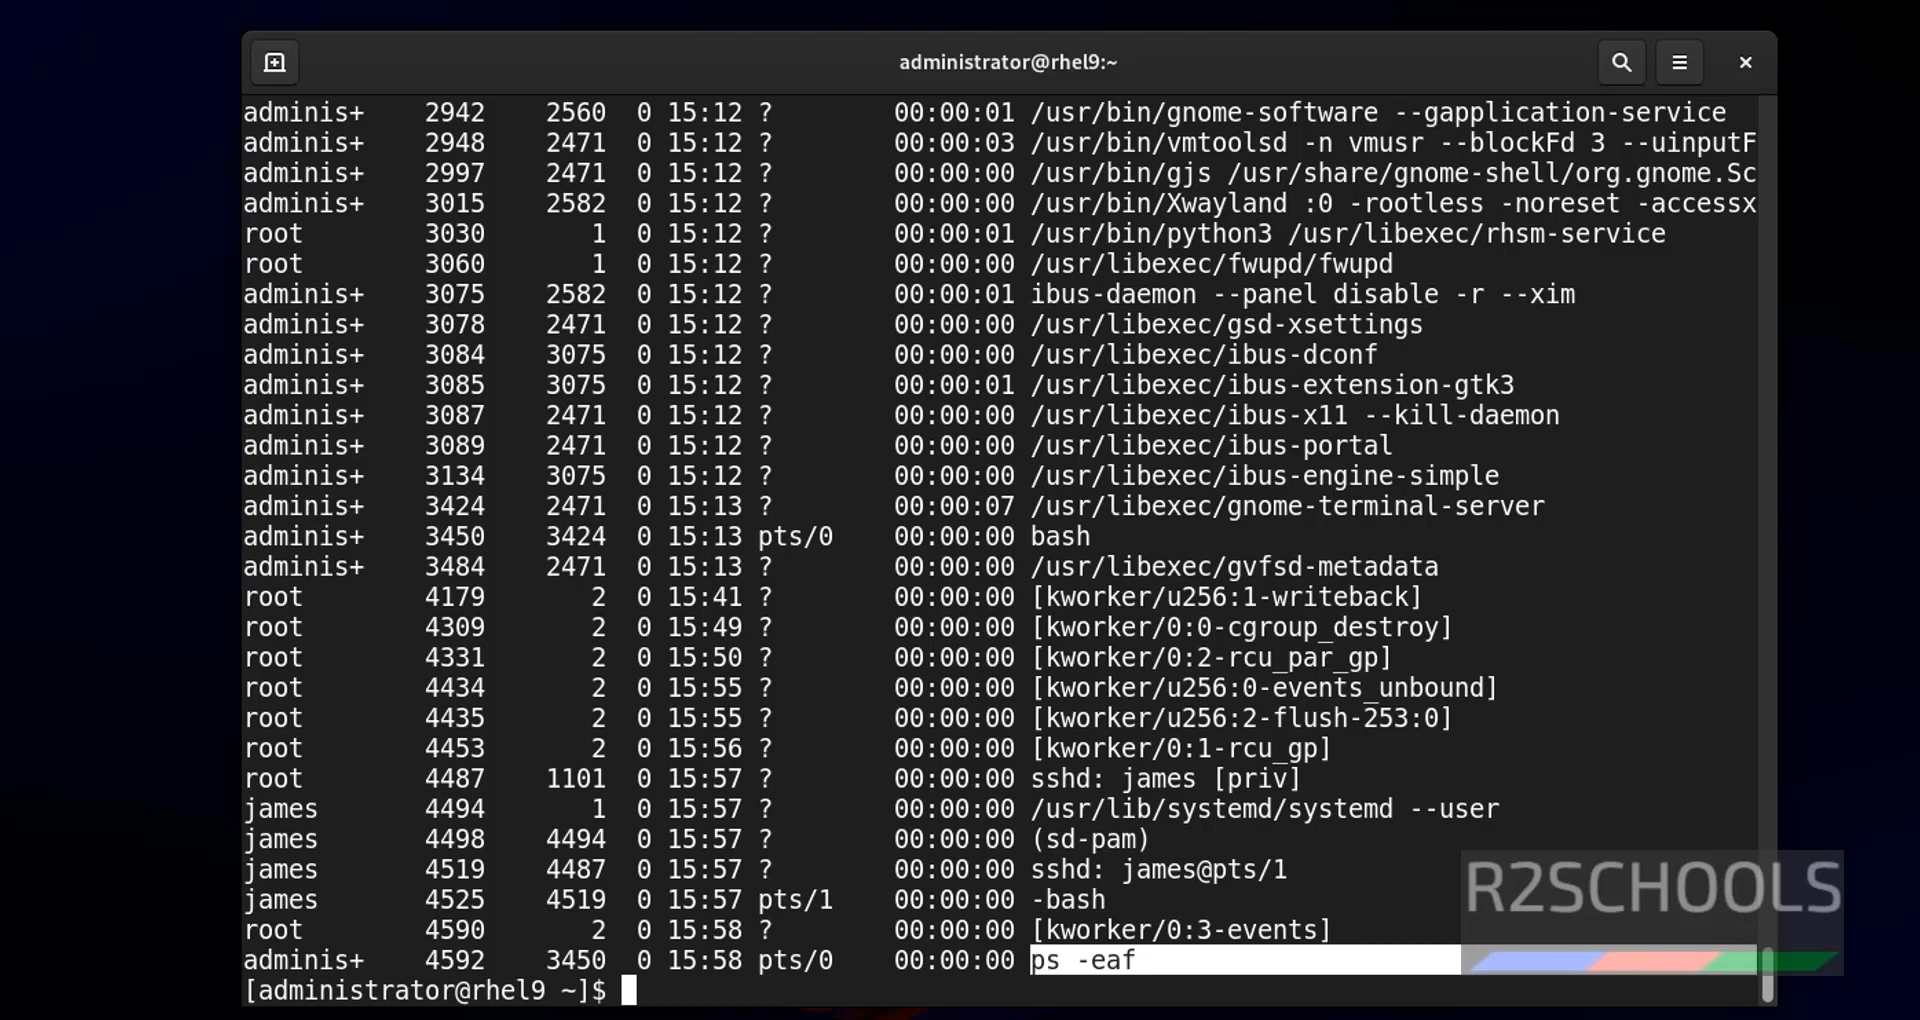 administrator@rhel9:~
adminis+ 2942 2560 0 15:12 ? 00:00:01 /usr/bin/gnome-software --gapplication-service
adminis+ 2948 2471 0 15:12 ? 00:00:03 /usr/bin/vmtoolsd -n vmusr --blockFd 3 --uinputF
adminis+ 2997 2471 0 15:12 ? 00:00:00 /usr/bin/gjs /usr/share/gnome-shell/org.gnome.Sc
adminis+ 3015 2582 0 15:12 ? 00:00:00 /usr/bin/Xwayland :0 -rootless -noreset -accessx
root 3030 1 0 15:12 ? 00:00:01 /usr/bin/python3 /usr/libexec/rhsm-service
root 3060 1 0 15:12 ? 00:00:00 /usr/libexec/fwupd/fwupd
adminis+ 3075 2582 0 15:12 ? 00:00:01 ibus-daemon --panel disable -r --xim
adminis+ 3078 2471 0 15:12 ? 00:00:00 /usr/libexec/gsd-xsettings
adminis+ 3084 3075 0 15:12 ? 00:00:00 /usr/libexec/ibus-dconf
adminis+ 3085 3075 0 15:12 ? 00:00:01 /usr/libexec/ibus-extension-gtk3
adminis+ 3087 2471 0 15:12 ? 00:00:00 /usr/libexec/ibus-x11 --kill-daemon
adminis+ 3089 2471 0 15:12 ? 00:00:00 /usr/libexec/ibus-portal
adminis+ 3134 3075 0 15:12 ? 00:00:00 /usr/libexec/ibus-engine-simple
adminis+ 3424 2471 0 15:13 ? 00:00:07 /usr/libexec/gnome-terminal-server
adminis+ 3450 3424 0 15:13 pts/0 00:00:00 bash
adminis+ 3484 2471 0 15:13 ? 00:00:00 /usr/libexec/gvfsd-metadata
root 4179 2 0 15:41 ? 00:00:00 [kworker/u256:1-writeback]
root 4309 2 0 15:49 ? 00:00:00 [kworker/0:0-cgroup_destroy]
root 4331 2 0 15:50 ? 00:00:00 [kworker/0:2-rcu_par_gp]
root 4434 2 0 15:55 ? 00:00:00 [kworker/u256:0-events_unbound]
root 4435 2 0 15:55 ? 00:00:00 [kworker/u256:2-flush-253:0]
root 4453 2 0 15:56 ? 00:00:00 [kworker/0:1-rcu_gp]
root 4487 1101 0 15:57 ? 00:00:00 sshd: james [priv]
james 4494 1 0 15:57 ? 00:00:00 /usr/lib/systemd/systemd --user
james 4498 4494 0 15:57 ? 00:00:00 (sd-pam)
james 4519 4487 0 15:57 ? 00:00:00 sshd: james@pts/1
james 4525 4519 0 15:57 pts/1 00:00:00 -bash
root 4590 2 0 15:58 ? 00:00:00 [kworker/0:3-events]
adminis+ 4592 3450 0 15:58 pts/0 00:00:00 ps -eaf
[administrator@rhel9 ~]$
R2SCHOOLS